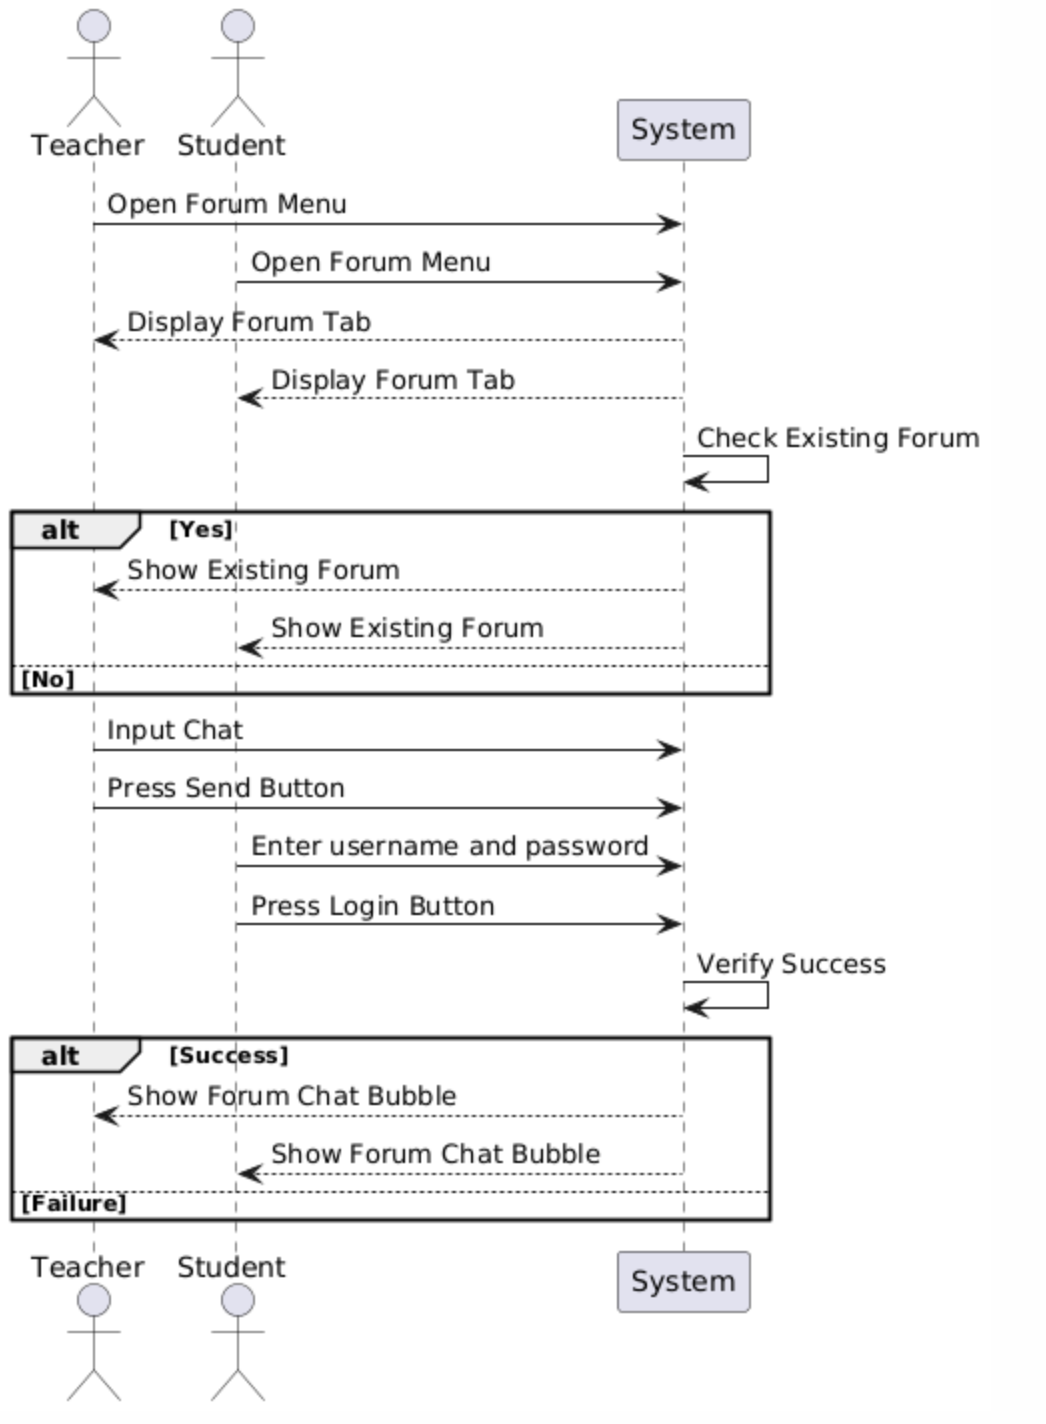 Teacher Student
System
Open Forum Menu
Open Forum Menu
Display Forum Tab
Display Forum Tab
Check Existing Forum
alt [Yes]
Show Existing Forum
Show Existing Forum
[No]
Input Chat
Press Send Button
Enter username and password
Press Login Button
Verify Success
alt [Success]
Show Forum Chat Bubble
Show Forum Chat Bubble
[Failure]
Teacher Student
System